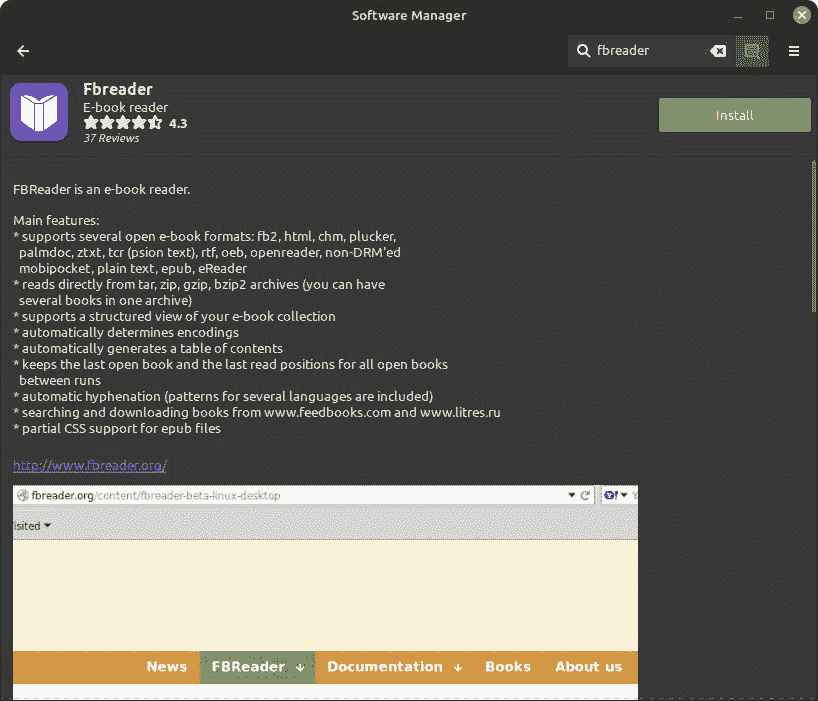 Software Manager
fbreader
Fbreader
E-book reader
4.3
37 Reviews
Install
FBReader is an e-book reader.
Main features:
* supports several open e-book formats: fb2, html, chm, plucker,
palmdoc, ztxt, tcr (psion text), rtf, oeb, openreader, non-DRM'ed
mobipocket, plain text, epub, eReader
* reads directly from tar, zip, gzip, bzip2 archives (you can have
several books in one archive)
* supports a structured view of your e-book collection
* automatically determines encodings
* automatically generates a table of contents
* keeps the last open book and the last read positions for all open books
between runs
* automatic hyphenation (patterns for several languages are included)
* searching and downloading books from www.feedbooks.com and www.litres.ru
* partial CSS support for epub files
http://www.fbreader.org/
fbreader.org/content/fbreader-beta-linux-desktop Y!
isited
News FBReader ↓ Documentation ↓ Books About us